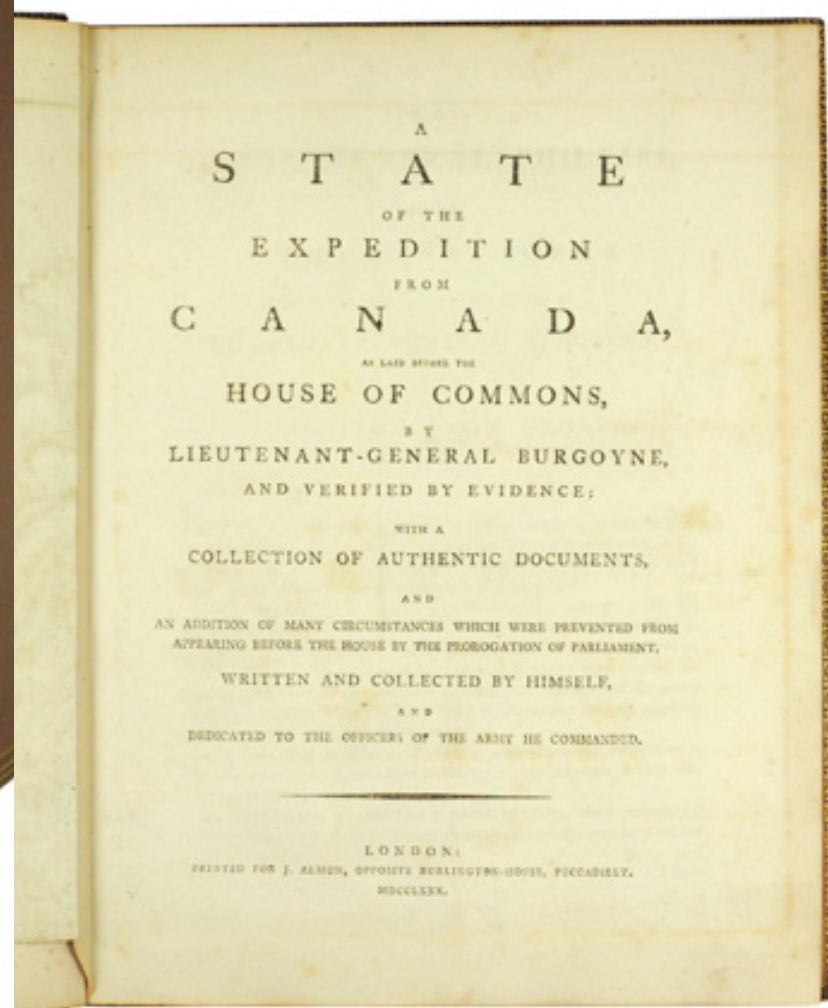 A
STATE
OF THE
EXPEDITION
FROM
CANADA,
AS LAID BEFORE THE
HOUSE OF COMMONS,
BY
LIEUTENANT-GENERAL BURGOYNE,
AND VERIFIED BY EVIDENCE;
WITH A
COLLECTION OF AUTHENTIC DOCUMENTS,
AND
AN ADDITION OF MANY CIRCUMSTANCES WHICH WERE PREVENTED FROM
APPEARING BEFORE THE HOUSE BY THE PROROGATION OF PARLIAMENT.
WRITTEN AND COLLECTED BY HIMSELF,
AND
DEDICATED TO THE OFFICERS OF THE ARMY HE COMMANDED.
LONDON:
PRINTED FOR J. ALMON, OPPOSITE BURLINGTON-HOUSE, PICCADILLY.
MDCCLXXX.